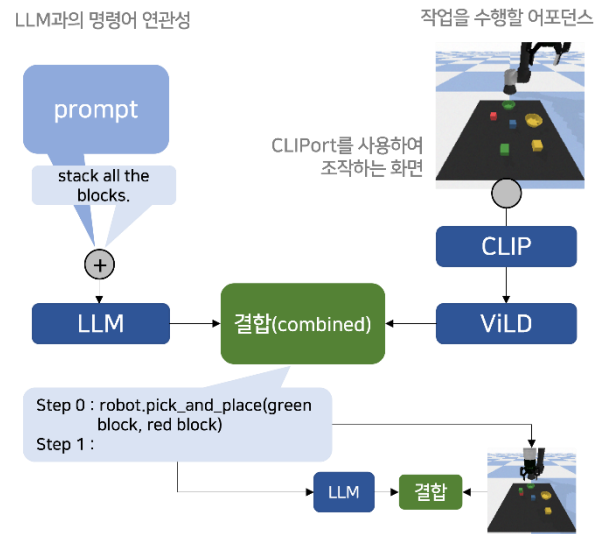 LLM과의 명령어 연관성
작업을 수행할 어포던스
prompt
stack all the
blocks.
CLIPort를 사용하여
조작하는 화면
+
CLIP
LLM
결합(combined)
ViLD
Step 0 : robot.pick_and_place(green
block, red block)
Step 1 :
LLM
결합